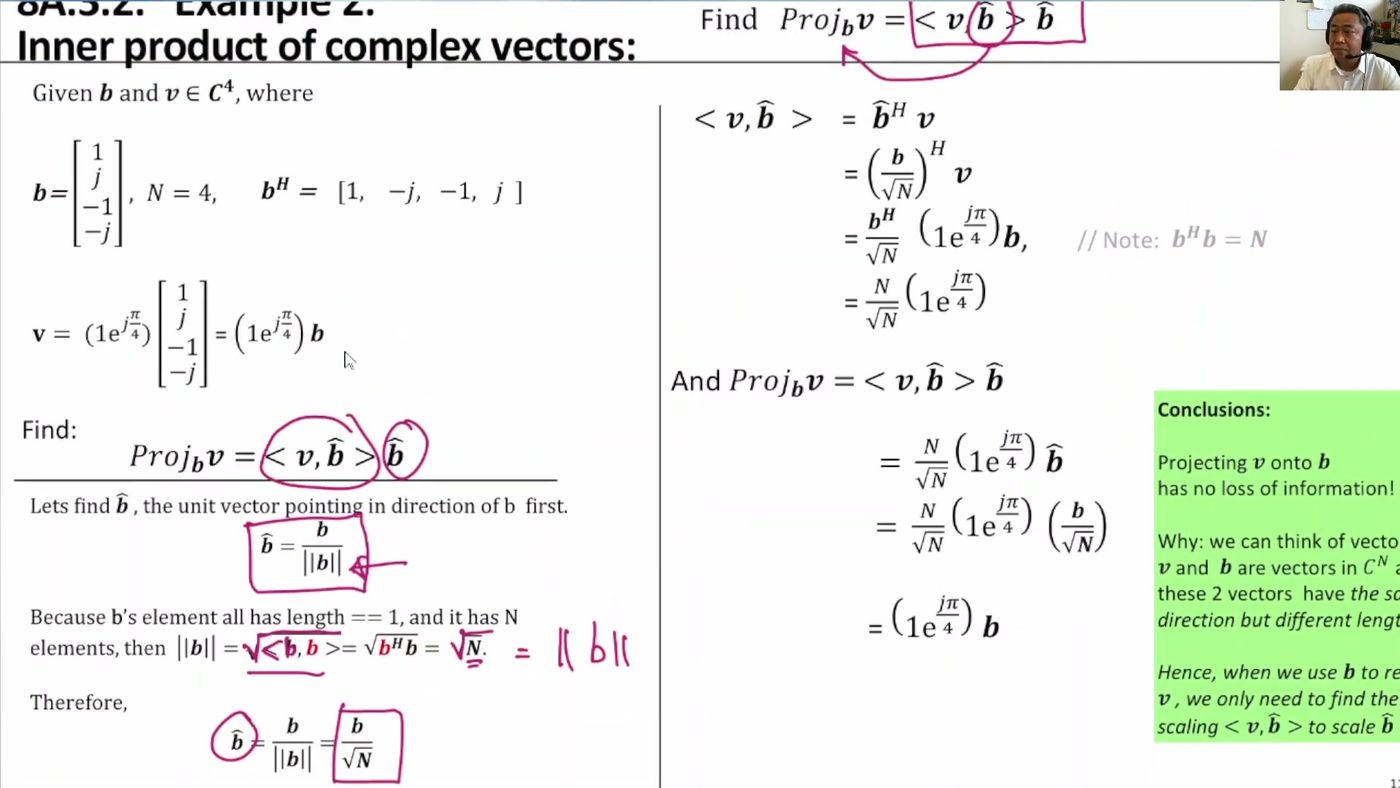 8A.3.2. Example 2:
Inner product of complex vectors:
Given b and v ∈ C⁴, where
b= [1 j −1 −j], N = 4, bᴴ = [1, −j, −1, j ]
v = (1e^{jπ/4}) [1 j −1 −j] = (1e^{jπ/4}) b
Find:
Proj_b v = < v, b̂ > b̂
Lets find b̂ , the unit vector pointing in direction of b first.
b̂ = b/||b||
Because b's element all has length == 1, and it has N
elements, then ||b|| = √<b, b >= √bᴴb = √N. = || b ||
Therefore,
b̂ = b/||b|| = b/√N
Find Proj_b v = < v, b̂ > b̂
< v, b̂ > = b̂ᴴ v
= (b/√N)ᴴ v
= bᴴ/√N (1e^{jπ/4}) b, // Note: bᴴb = N
= N/√N (1e^{jπ/4})
And Proj_b v = < v, b̂ > b̂
= N/√N (1e^{jπ/4}) b̂
= N/√N (1e^{jπ/4}) (b/√N)
= (1e^{jπ/4}) b
Conclusions:
Projecting v onto b
has no loss of information!
Why: we can think of vecto
v and b are vectors in Cᴺ a
these 2 vectors have the sa
direction but different lengt
Hence, when we use b to re
v , we only need to find the
scaling < v, b̂ > to scale b̂